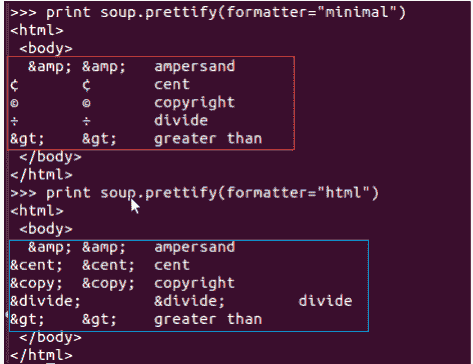 >>> print soup.prettify(formatter="minimal")
<html>
 <body>
  &amp; &amp;   ampersand
¢       ¢       cent
©       ©       copyright
÷       ÷       divide
&gt;    &gt;    greater than
 </body>
</html>
>>> print soup.prettify(formatter="html")
<html>
 <body>
  &amp; &amp;   ampersand
&cent;  &cent;  cent
&copy;  &copy;  copyright
&divide;        &divide;        divide
&gt;    &gt;    greater than
 </body>
</html>